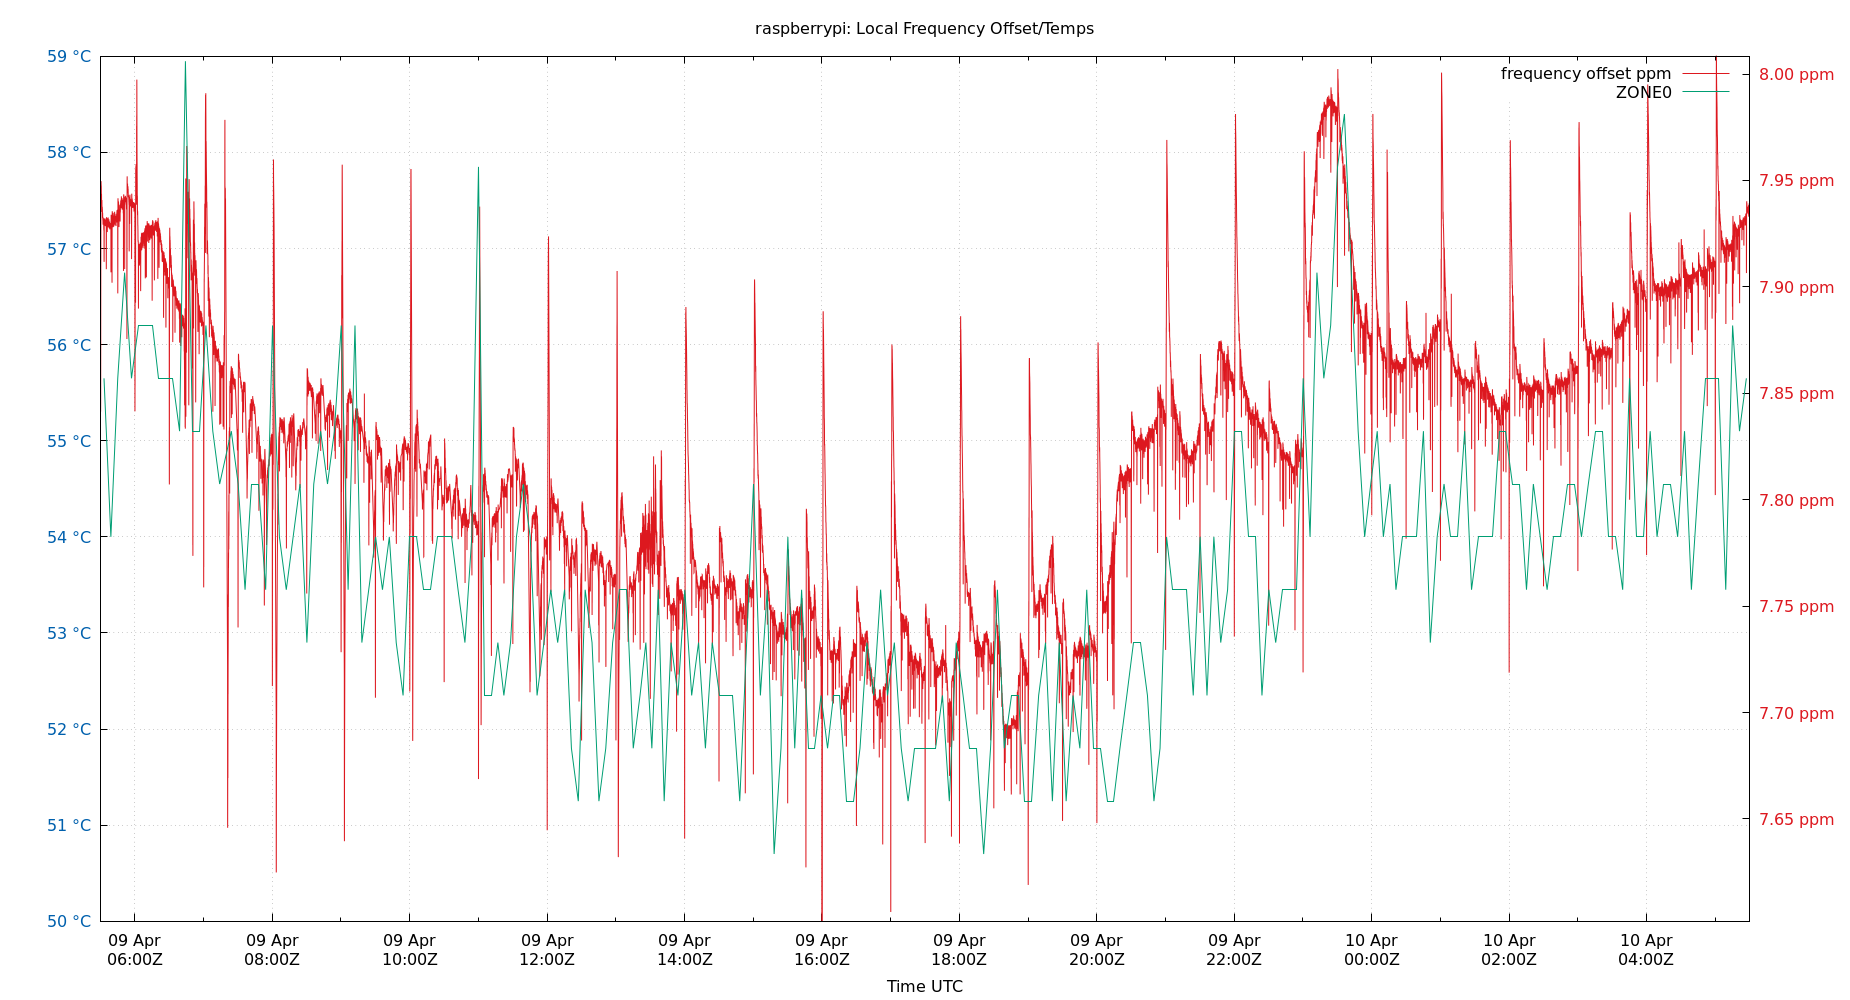 raspberrypi: Local Frequency Offset/Temps
frequency offset ppm
ZONE0
59 °C
58 °C
57 °C
56 °C
55 °C
54 °C
53 °C
52 °C
51 °C
50 °C
8.00 ppm
7.95 ppm
7.90 ppm
7.85 ppm
7.80 ppm
7.75 ppm
7.70 ppm
7.65 ppm
09 Apr 09 Apr 09 Apr 09 Apr 09 Apr 09 Apr 09 Apr 09 Apr 09 Apr 10 Apr 10 Apr 10 Apr
06:00Z 08:00Z 10:00Z 12:00Z 14:00Z 16:00Z 18:00Z 20:00Z 22:00Z 00:00Z 02:00Z 04:00Z
Time UTC